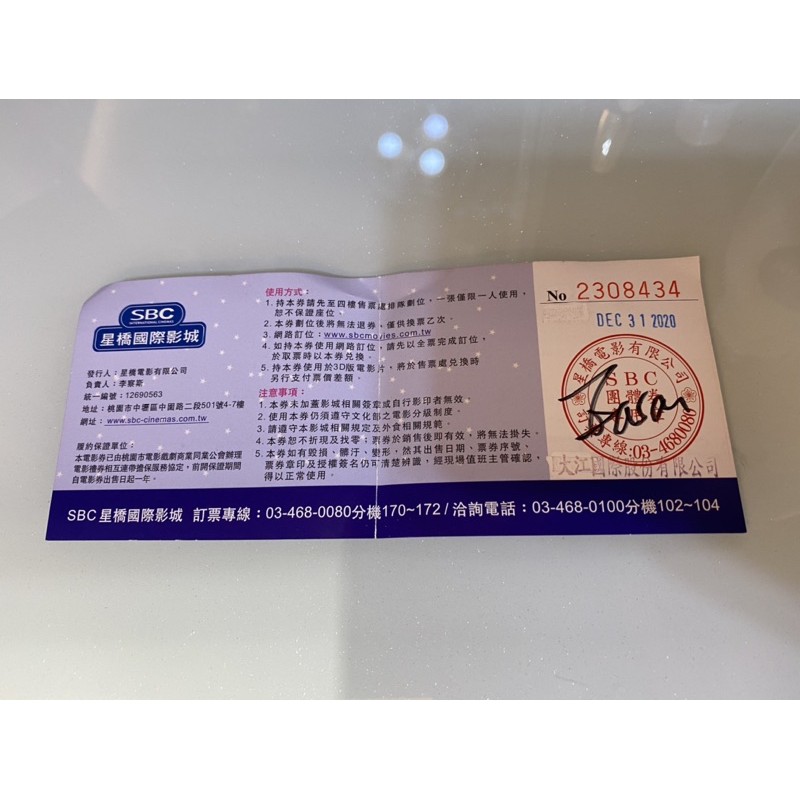 SBC
INTERNATIONAL CINEMAS
星橋國際影城
發行人：星橋電影有限公司
負責人：李察斯
統一編號：12690563
地址：桃園市中壢區中園路二段501號4-7樓
網址：www.sbc-cinemas.com.tw
履約保證單位：
本電影券已由桃園市電影戲劇商業同業公會辦理
電影禮券相互連帶擔保服務協定，前開保證期間
自電影券出售日起一年。
使用方式：
1. 持本券請先至四樓售票處排隊劃位，一張僅限一人使用，
恕不保證座位。
2. 本券劃位後將無法退券，僅供換票乙次。
3. 網路訂位：www.sbcmovies.com.tw
4. 如持本券使用網路訂位，請先以全票完成訂位，
於取票時以本券兌換。
5. 持本券使用於3D版電影片，將於售票處兌換時
另行支付票價差額。
注意事項：
1. 本券未加蓋影城相關簽章或自行影印者無效。
2. 使用本券仍須遵守文化部之電影分級制度。
3. 請遵守本影城相關規定及外食相關規範。
4. 本券恕不折現及找零；票券於銷售後即有效，將無法掛失。
5. 本券如有毀損、髒汙、變形，然其出售日期、票券序號、
票券章印及授權簽名仍可清楚辨識，經現場值班主管確認，
得以正常使用。
No 2308434
DEC 31 2020
星橋電影有限公司
SBC
團體券
專線:03-4680088
大江國際股份有限公司
SBC 星橋國際影城 訂票專線：03-468-0080分機170~172 / 洽詢電話：03-468-0100分機102~104